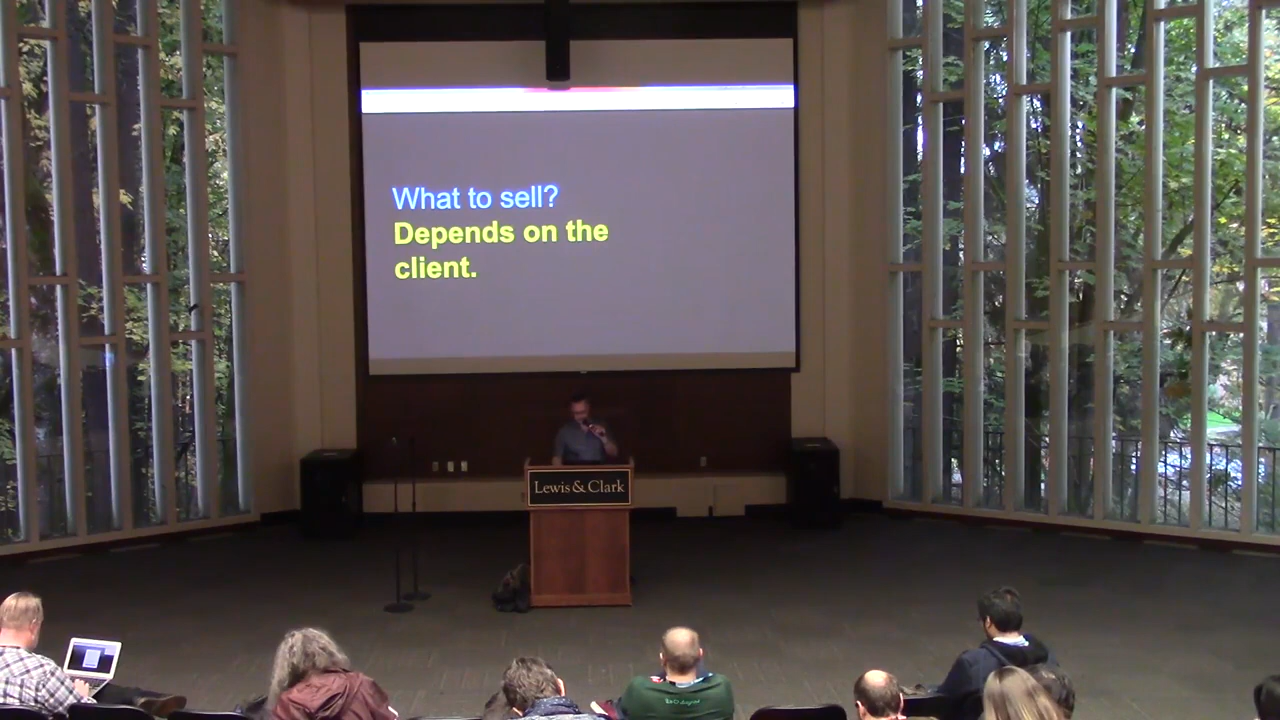 What to sell?
Depends on the
client.
Lewis & Clark